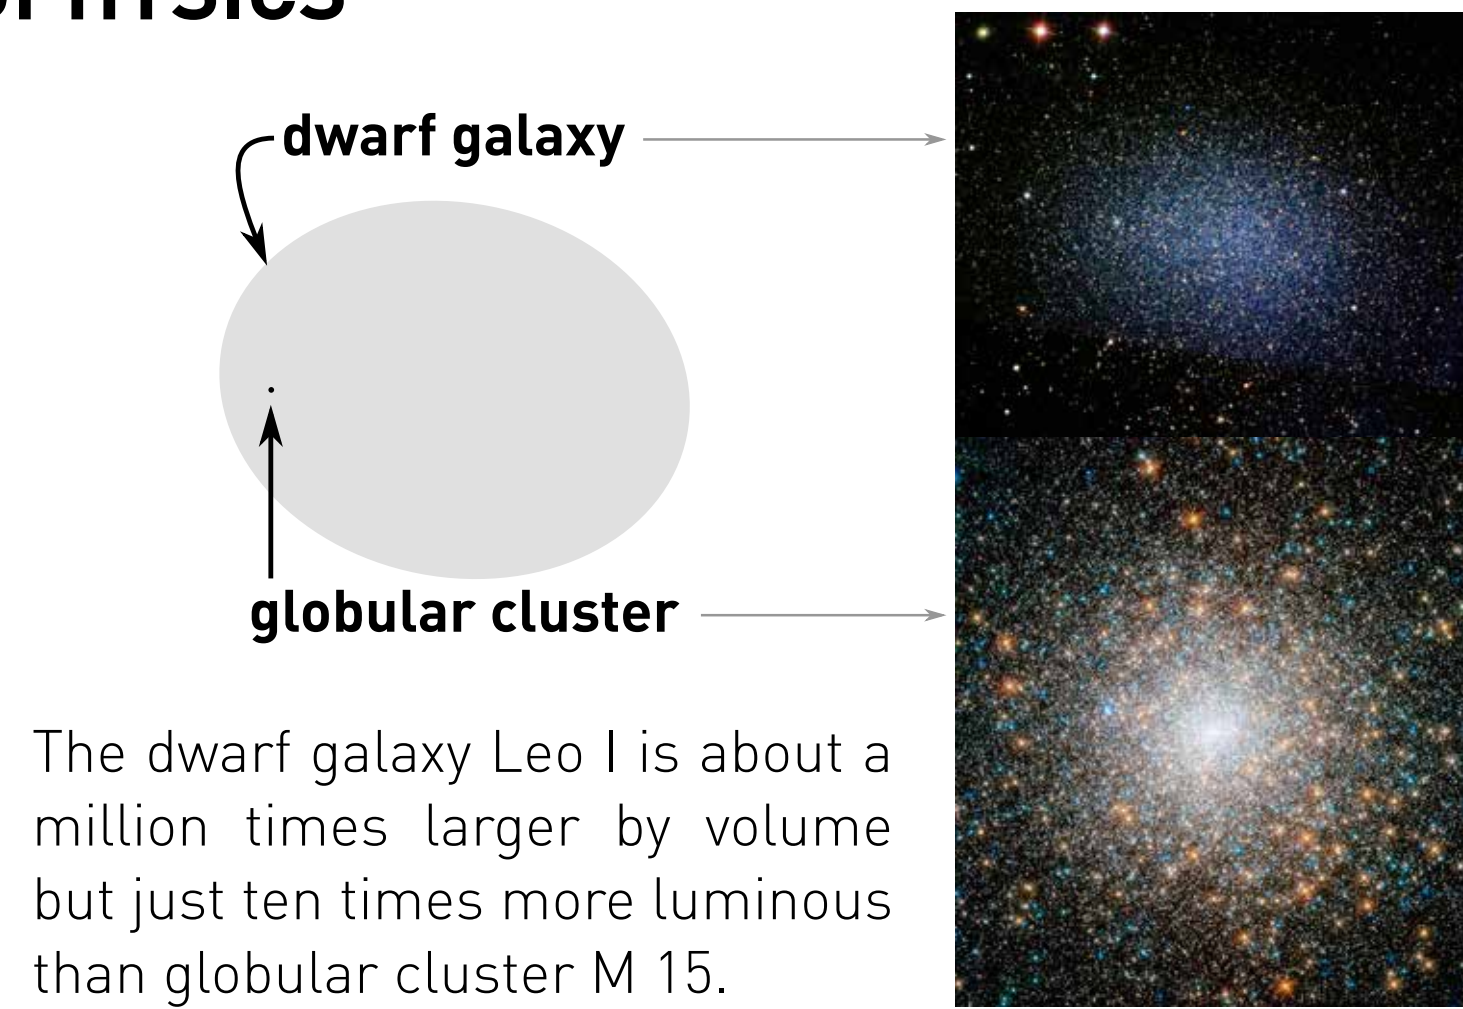 dwarf galaxy
globular cluster
The dwarf galaxy Leo I is about a
million times larger by volume
but just ten times more luminous
than globular cluster M 15.